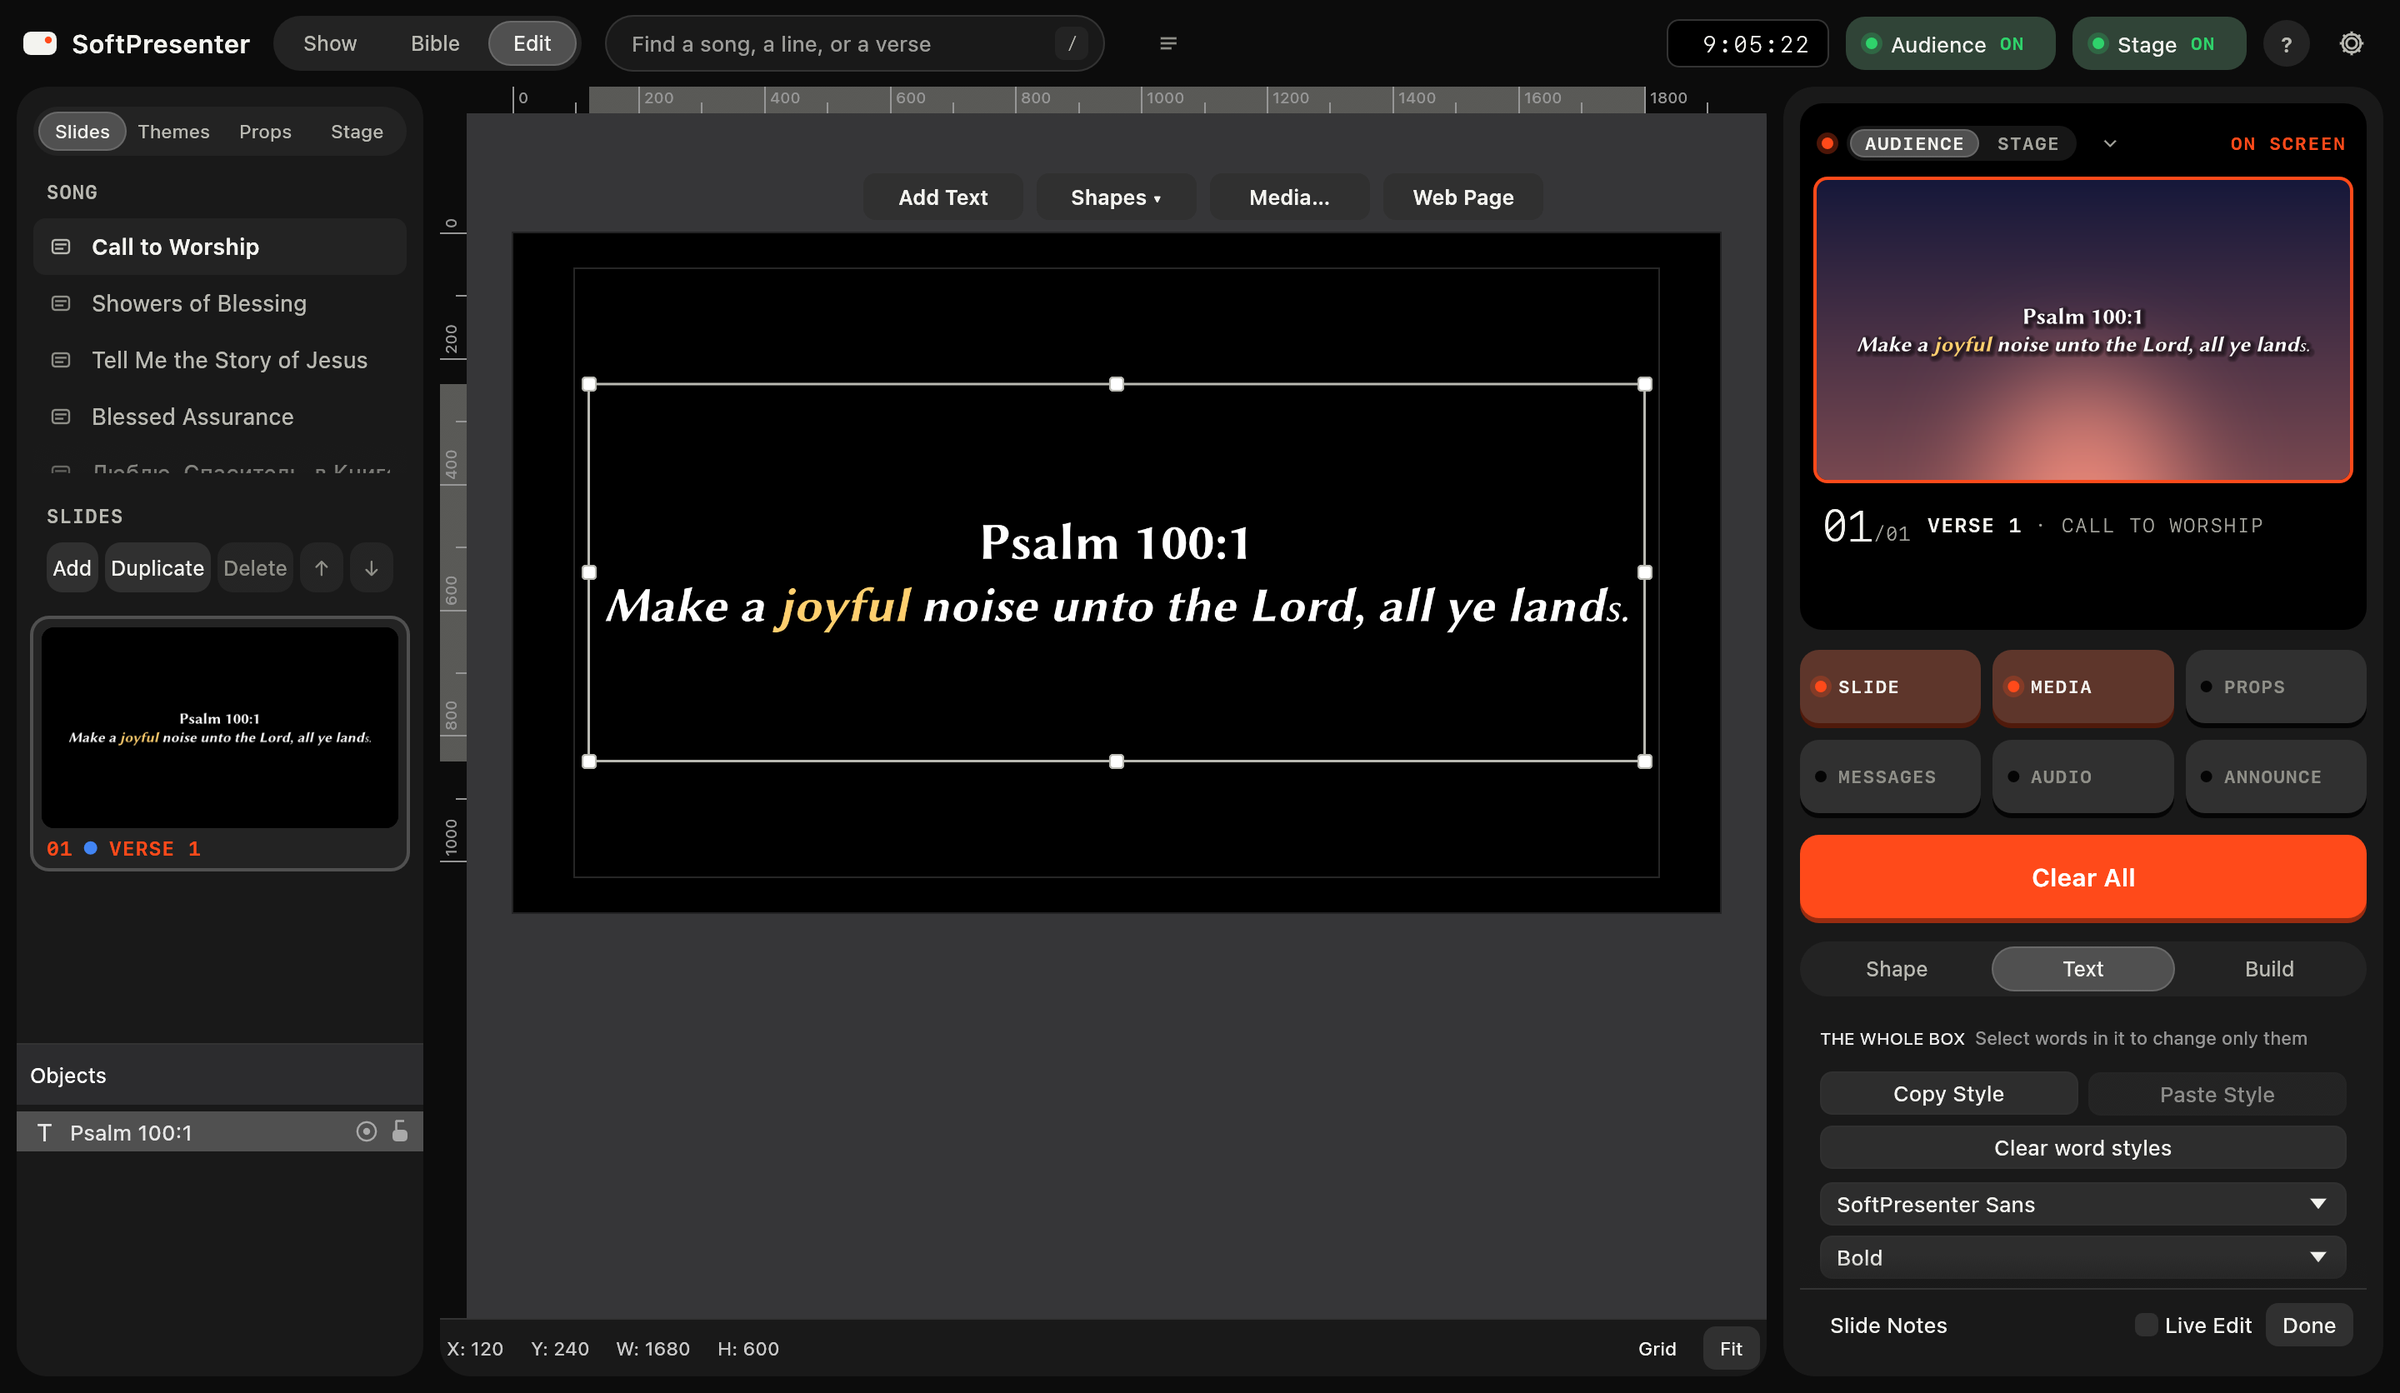 SoftPresenter
Show Bible Edit
Find a song, a line, or a verse /
9:05:22
Audience ON
Stage ON
?
Slides Themes Props Stage
SONG
Call to Worship
Showers of Blessing
Tell Me the Story of Jesus
Blessed Assurance
SLIDES
Add Duplicate Delete ↑ ↓
Psalm 100:1
Make a joyful noise unto the Lord, all ye lands.
01 VERSE 1
Objects
T Psalm 100:1
0 200 400 600 800 1000 1200 1400 1600 1800
0 200 400 600 800 1000
Add Text Shapes ▾ Media... Web Page
Psalm 100:1
Make a joyful noise unto the Lord, all ye lands.
X: 120 Y: 240 W: 1680 H: 600
Grid Fit
AUDIENCE STAGE ON SCREEN
Psalm 100:1
Make a joyful noise unto the Lord, all ye lands.
01/01 VERSE 1 · CALL TO WORSHIP
SLIDE MEDIA PROPS
MESSAGES AUDIO ANNOUNCE
Clear All
Shape Text Build
THE WHOLE BOX Select words in it to change only them
Copy Style Paste Style
Clear word styles
SoftPresenter Sans
Bold
Slide Notes Live Edit Done